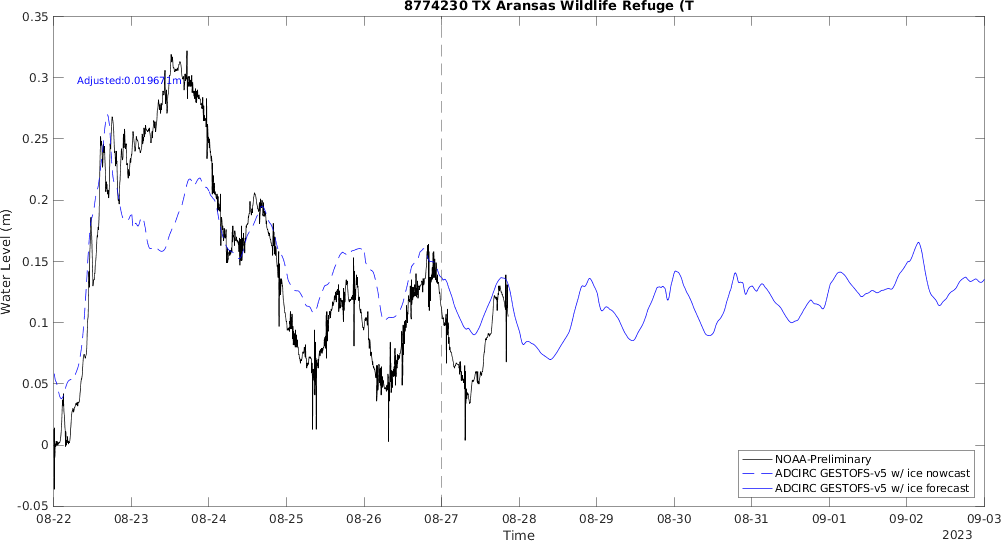 8774230 TX Aransas Wildlife Refuge (T
0.35
0.3
0.25
0.2
0.15
0.1
0.05
0
-0.05
Water Level (m)
Adjusted:0.019671m
NOAA-Preliminary
ADCIRC GESTOFS-v5 w/ ice nowcast
ADCIRC GESTOFS-v5 w/ ice forecast
08-22 08-23 08-24 08-25 08-26 08-27 08-28 08-29 08-30 08-31 09-01 09-02 09-03
Time
2023